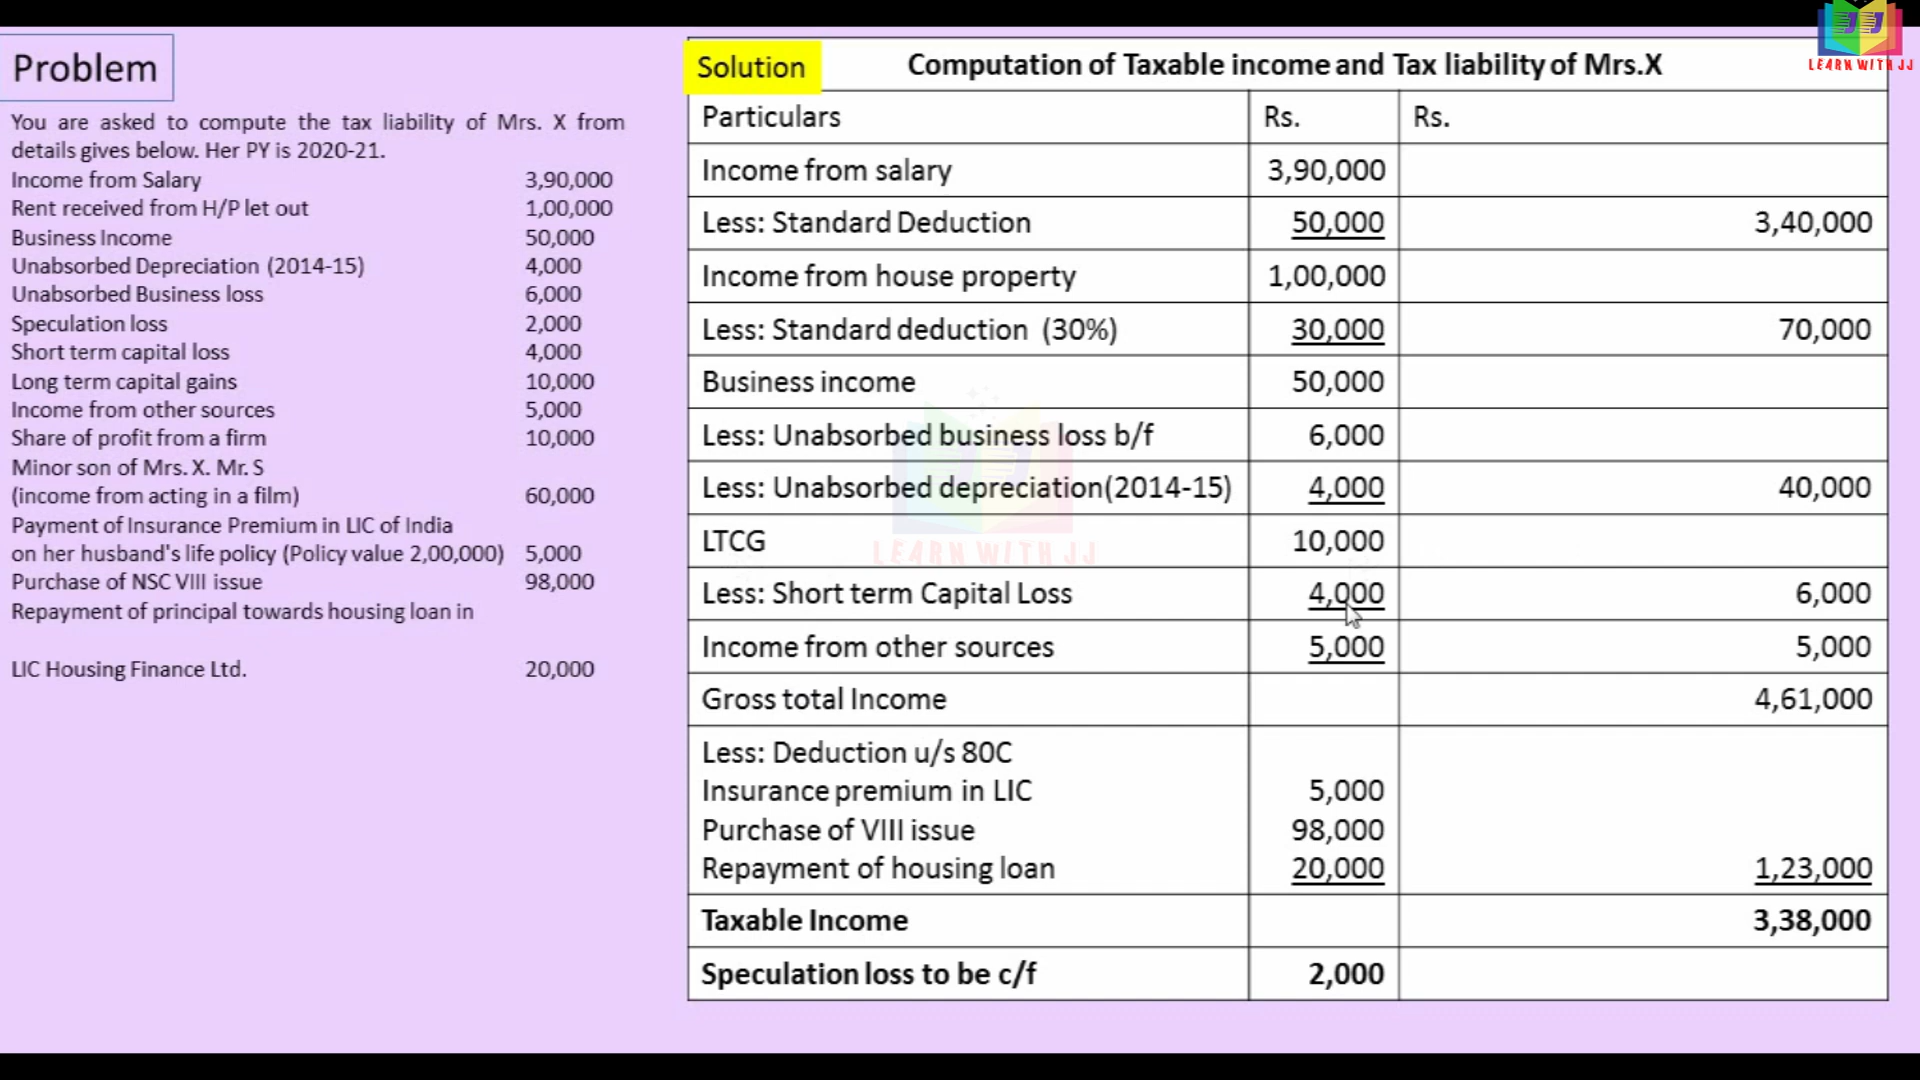 Problem
You are asked to compute the tax liability of Mrs. X from
details gives below. Her PY is 2020-21.
Income from Salary 3,90,000
Rent received from H/P let out 1,00,000
Business Income 50,000
Unabsorbed Depreciation (2014-15) 4,000
Unabsorbed Business loss 6,000
Speculation loss 2,000
Short term capital loss 4,000
Long term capital gains 10,000
Income from other sources 5,000
Share of profit from a firm 10,000
Minor son of Mrs. X. Mr. S
(income from acting in a film) 60,000
Payment of Insurance Premium in LIC of India
on her husband's life policy (Policy value 2,00,000) 5,000
Purchase of NSC VIII issue 98,000
Repayment of principal towards housing loan in
LIC Housing Finance Ltd. 20,000
Solution Computation of Taxable income and Tax liability of Mrs.X
Particulars Rs. Rs.
Income from salary 3,90,000
Less: Standard Deduction 50,000 3,40,000
Income from house property 1,00,000
Less: Standard deduction (30%) 30,000 70,000
Business income 50,000
Less: Unabsorbed business loss b/f 6,000
Less: Unabsorbed depreciation(2014-15) 4,000 40,000
LTCG 10,000
Less: Short term Capital Loss 4,000 6,000
Income from other sources 5,000 5,000
Gross total Income 4,61,000
Less: Deduction u/s 80C
Insurance premium in LIC 5,000
Purchase of VIII issue 98,000
Repayment of housing loan 20,000 1,23,000
Taxable Income 3,38,000
Speculation loss to be c/f 2,000
JJ
LEARN WITH JJ
LEARN WITH JJ